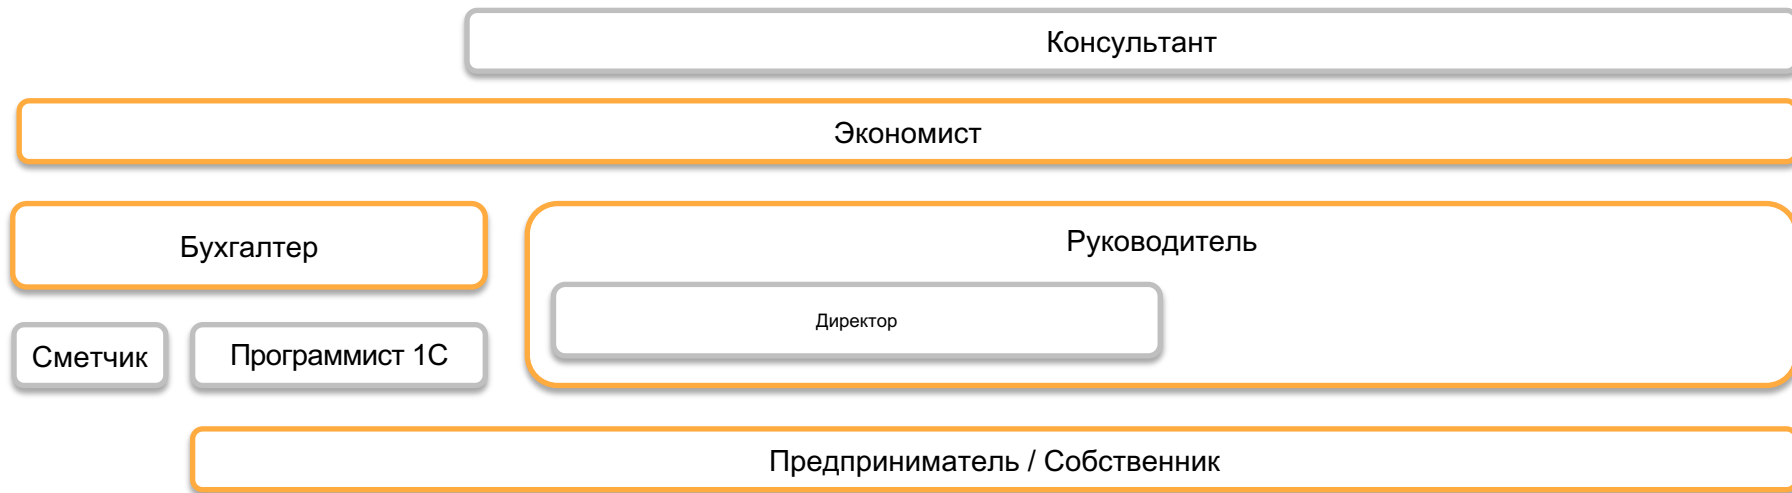 Консультант
Экономист
Бухгалтер
Руководитель
Директор
Сметчик
Программист 1С
Предприниматель / Собственник